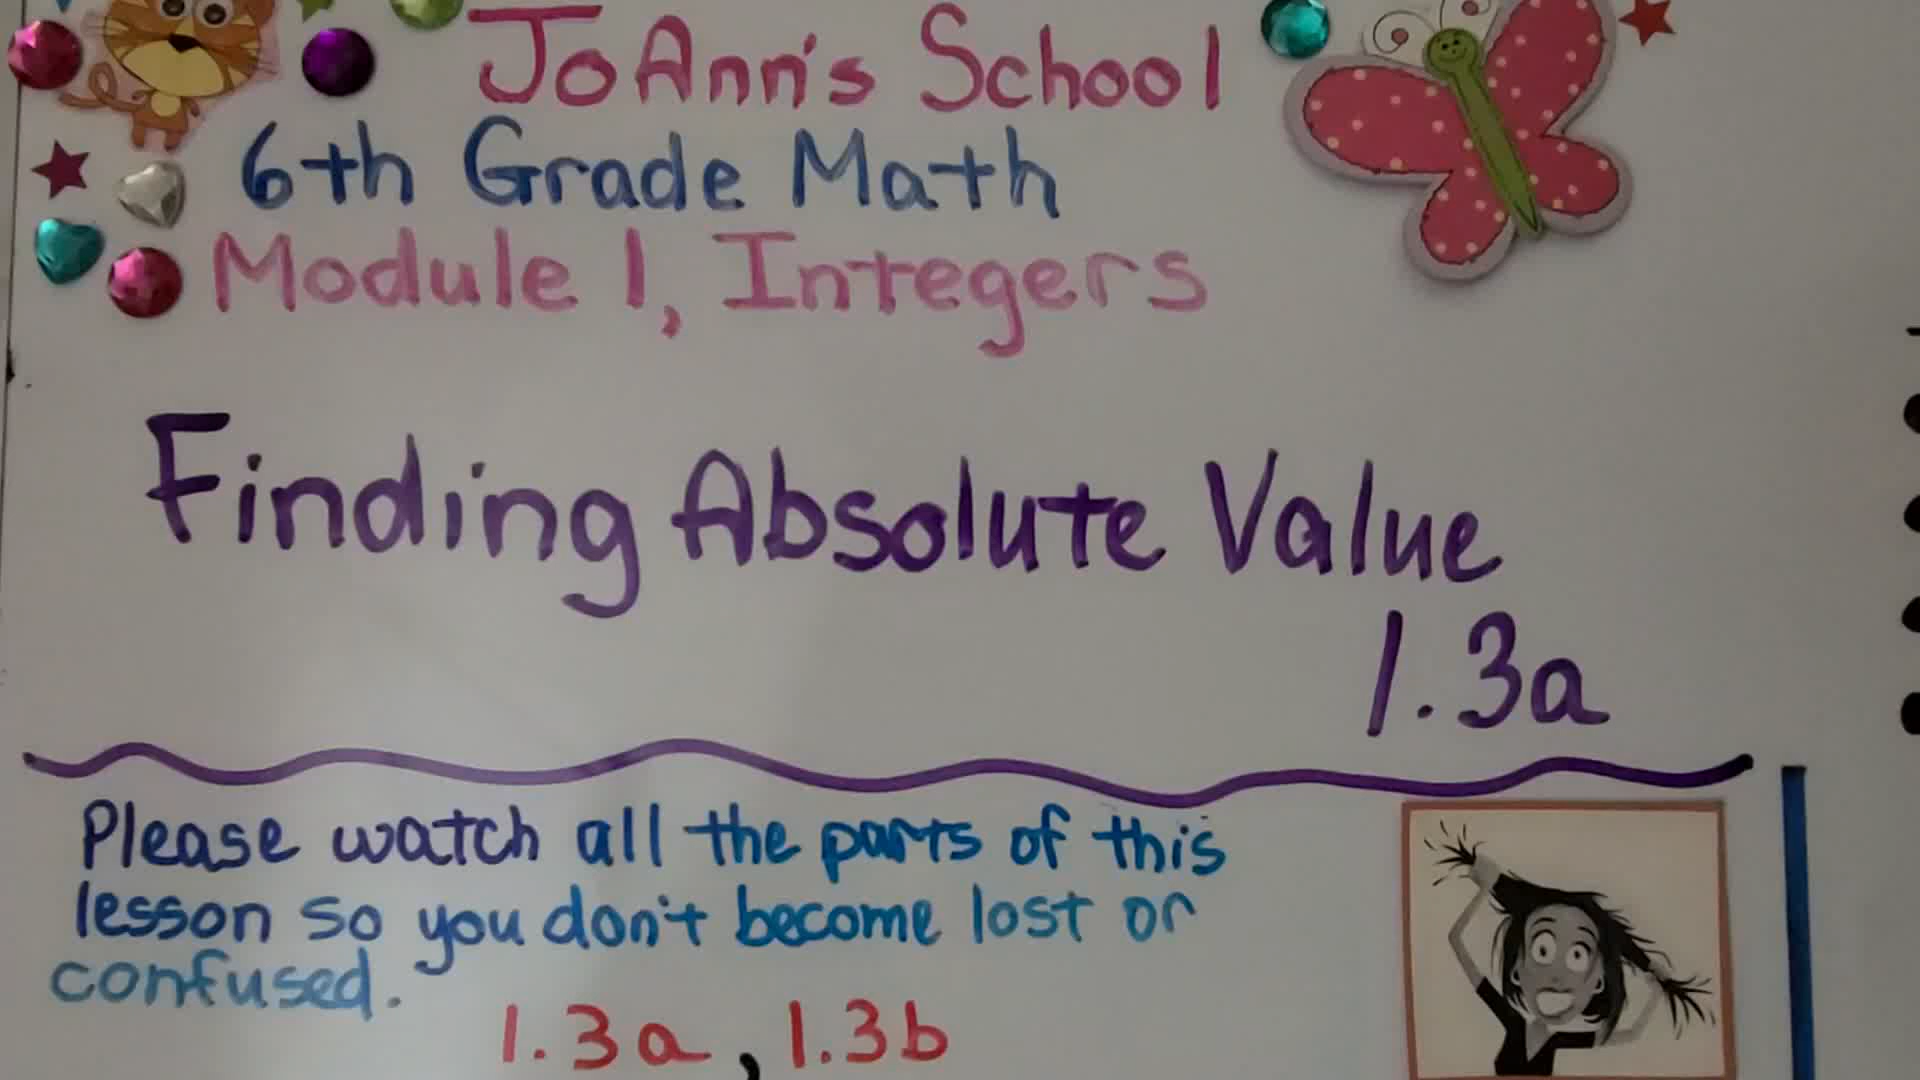 JoAnn's School
6th Grade Math
Module 1, Integers
Finding Absolute Value
1.3a
Please watch all the parts of this
lesson so you don't become lost or
confused.
1.3a, 1.3b